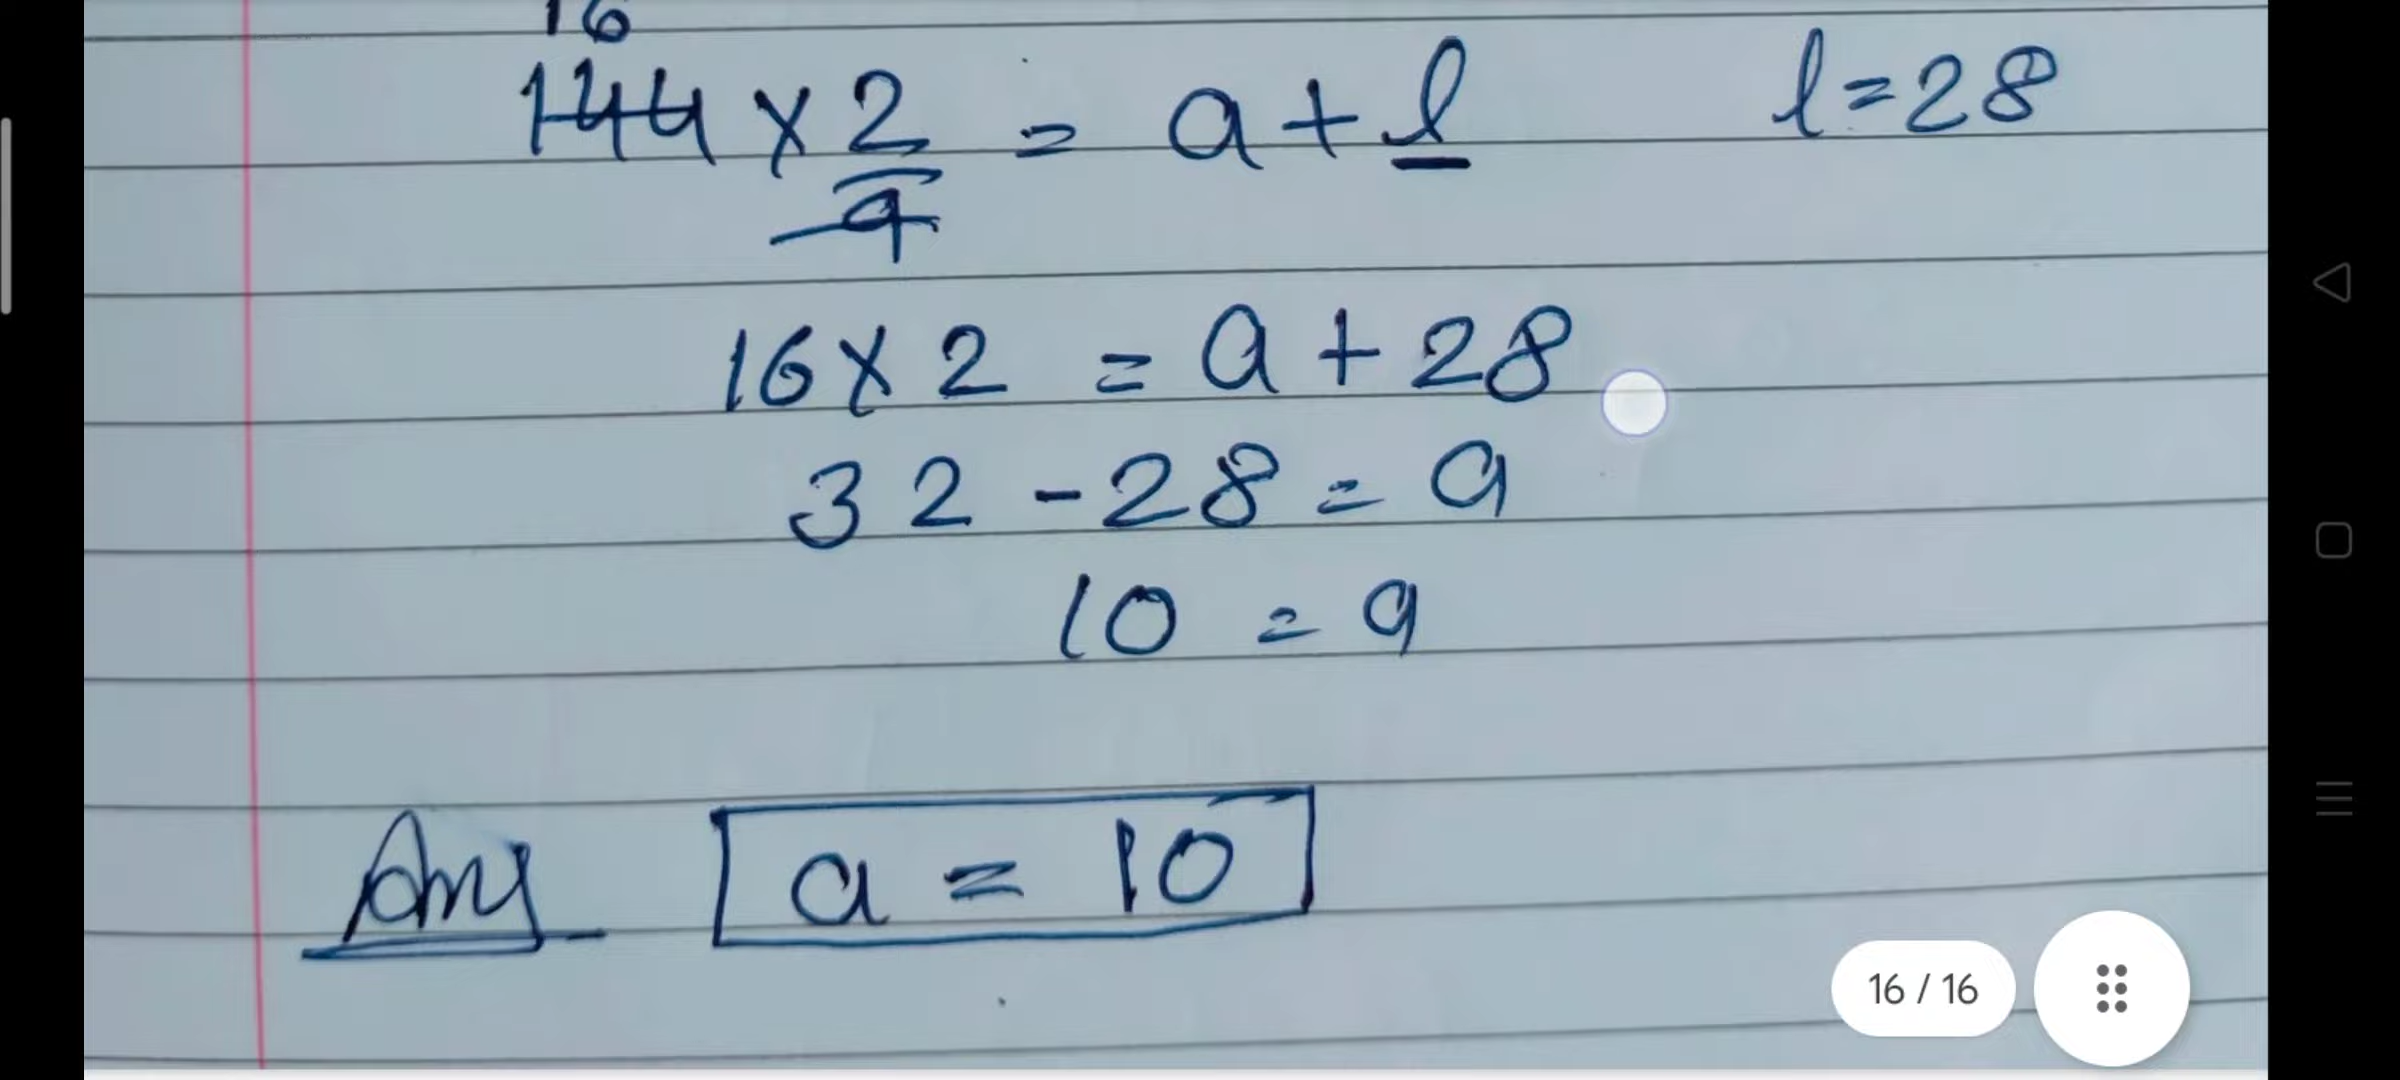 16
144 × 2/9 = a + l
l = 28
16 × 2 = a + 28
32 - 28 = a
10 = a
Ans - a = 10
16 / 16